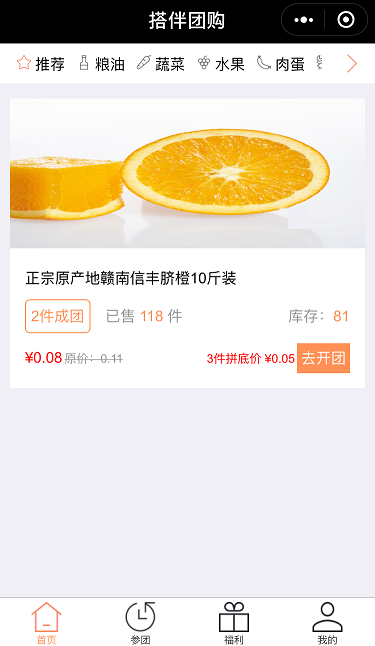 搭伴团购
推荐 粮油 蔬菜 水果 肉蛋
正宗原产地赣南信丰脐橙10斤装
2件成团 已售 118 件 库存：81
¥0.08 原价：0.11 3件拼底价 ¥0.05 去开团
首页 参团 福利 我的